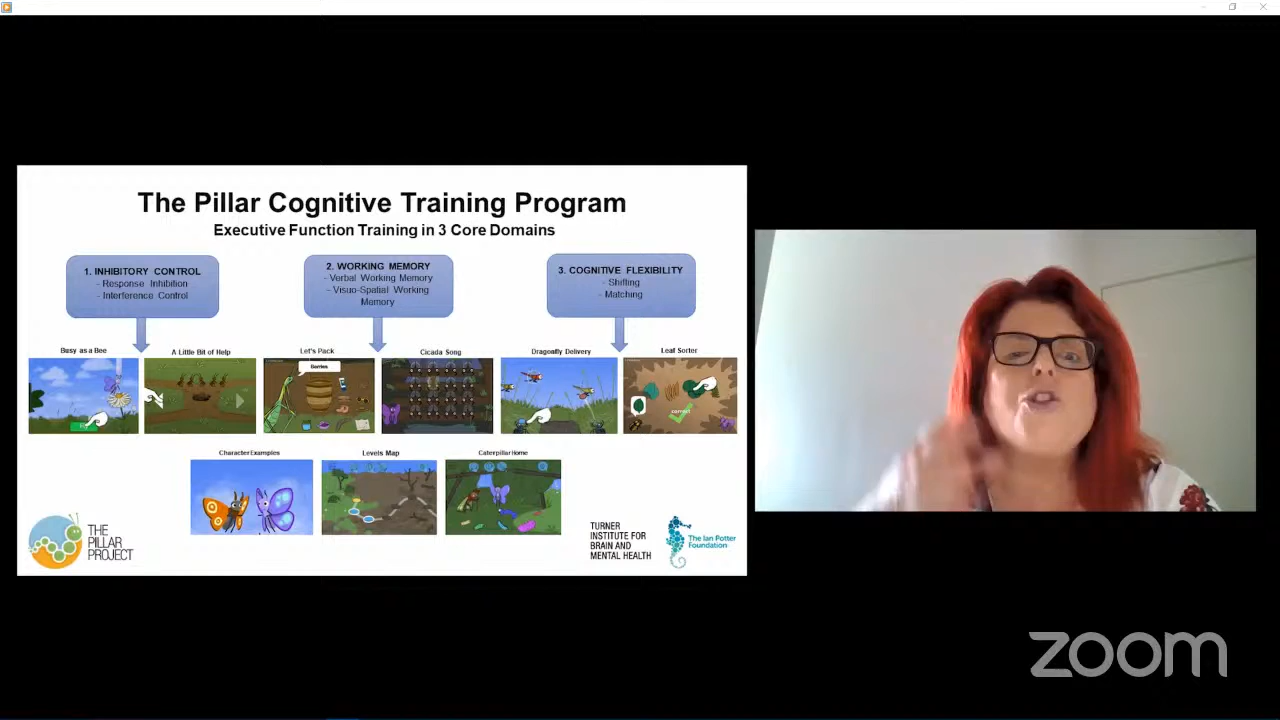 The Pillar Cognitive Training Program
Executive Function Training in 3 Core Domains
1. INHIBITORY CONTROL
- Response Inhibition
- Interference Control
2. WORKING MEMORY
- Verbal Working Memory
- Visuo-Spatial Working
Memory
3. COGNITIVE FLEXIBILITY
- Shifting
- Matching
Busy as a Bee
A Little Bit of Help
Let's Pack
Cicada Song
Dragonfly Delivery
Leaf Sorter
Berries
correct
Character Examples
Levels Map
Caterpillar Home
THE
PILLAR
PROJECT
TURNER
INSTITUTE FOR
BRAIN AND
MENTAL HEALTH
The Ian Potter
Foundation
zoom